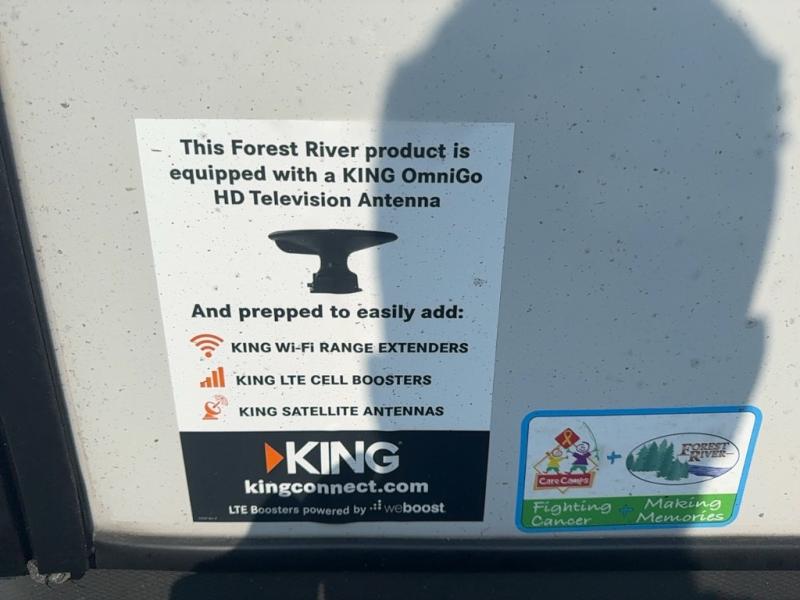 This Forest River product is
equipped with a KING OmniGo
HD Television Antenna
And prepped to easily add:
KING Wi-Fi RANGE EXTENDERS
KING LTE CELL BOOSTERS
KING SATELLITE ANTENNAS
KING
kingconnect.com
LTE Boosters powered by weboost
Care Camps
+
FOREST
RIVER
Fighting
Cancer
+
Making
Memories